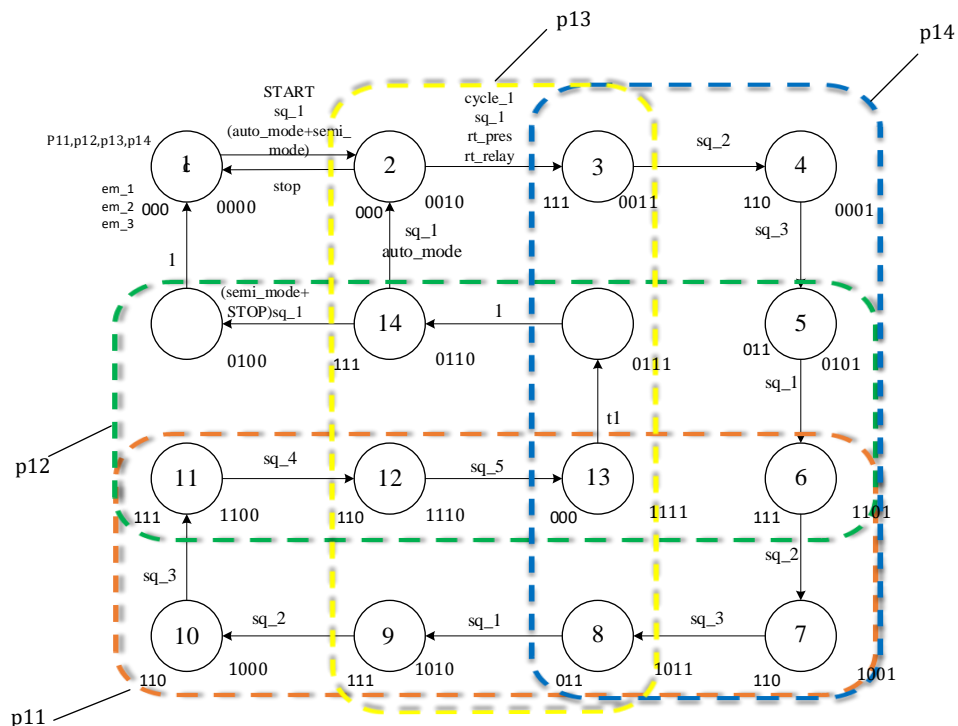 p13
p14
START
sq_1
(auto_mode+semi_
mode)
cycle_1
sq_1
rt_pres
rt_relay
P11,p12,p13,p14
1
2
3
sq_2
4
stop
em_1
em_2
em_3
000
0000
000
0010
111
0011
110
0001
sq_1
auto_mode
sq_3
1
(semi_mode+
STOP)sq_1
14
1
5
0100
111
0110
0111
011
0101
sq_1
t1
p12
11
sq_4
12
sq_5
13
6
111
1100
110
1110
000
1111
111
1101
sq_3
sq_2
10
sq_2
9
sq_1
8
sq_3
7
110
1000
111
1010
011
1011
110
1001
p11